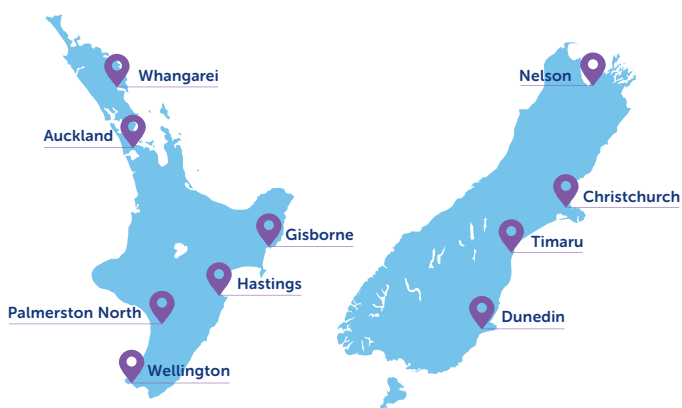 Whangarei
Auckland
Gisborne
Hastings
Palmerston North
Wellington
Nelson
Christchurch
Timaru
Dunedin